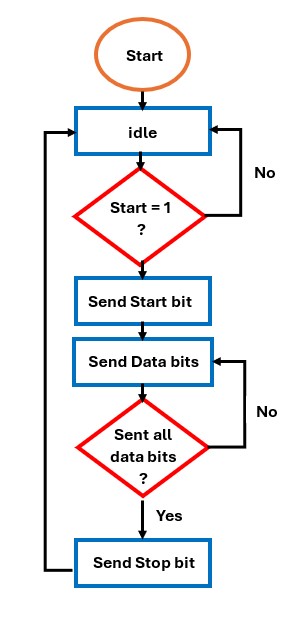 Start
idle
No
Start = 1
?
Send Start bit
Send Data bits
No
Sent all
data bits
?
Yes
Send Stop bit